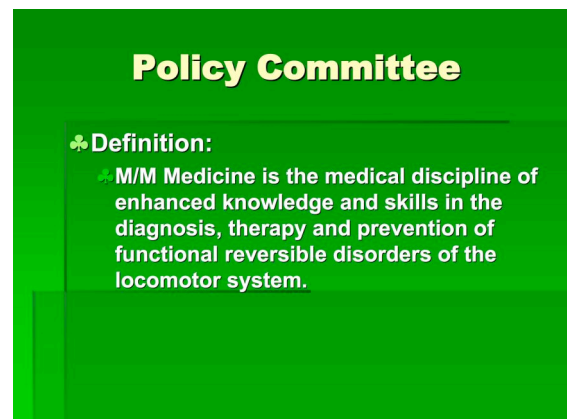 Policy Committee
♣Definition:
♣M/M Medicine is the medical discipline of
enhanced knowledge and skills in the
diagnosis, therapy and prevention of
functional reversible disorders of the
locomotor system.